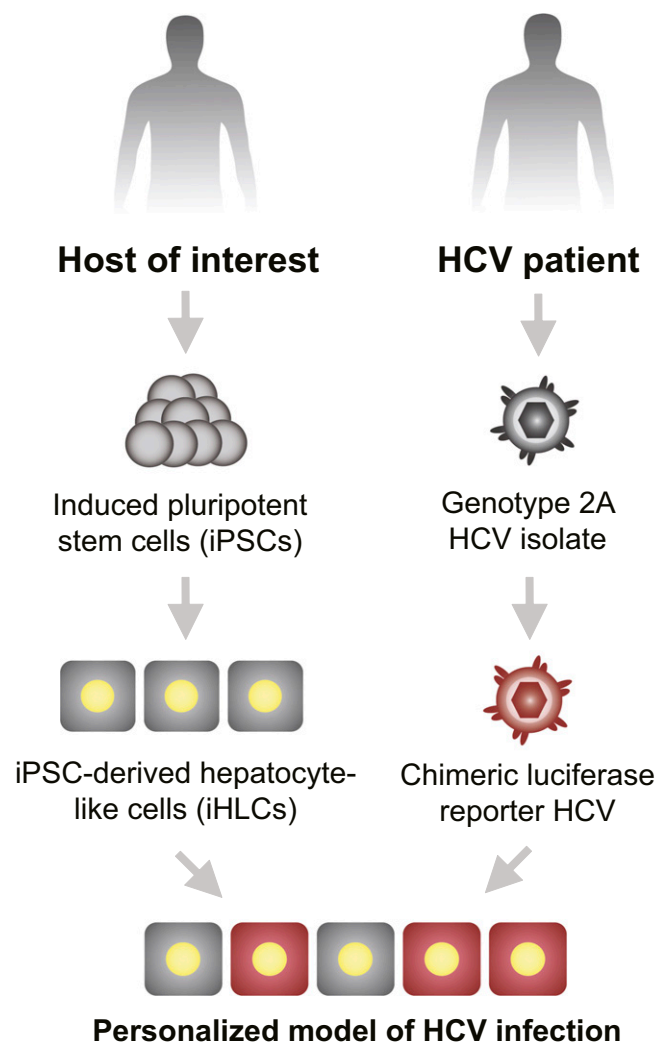 Host of interest
HCV patient
Induced pluripotent
stem cells (iPSCs)
Genotype 2A
HCV isolate
iPSC-derived hepatocyte-
like cells (iHLCs)
Chimeric luciferase
reporter HCV
Personalized model of HCV infection